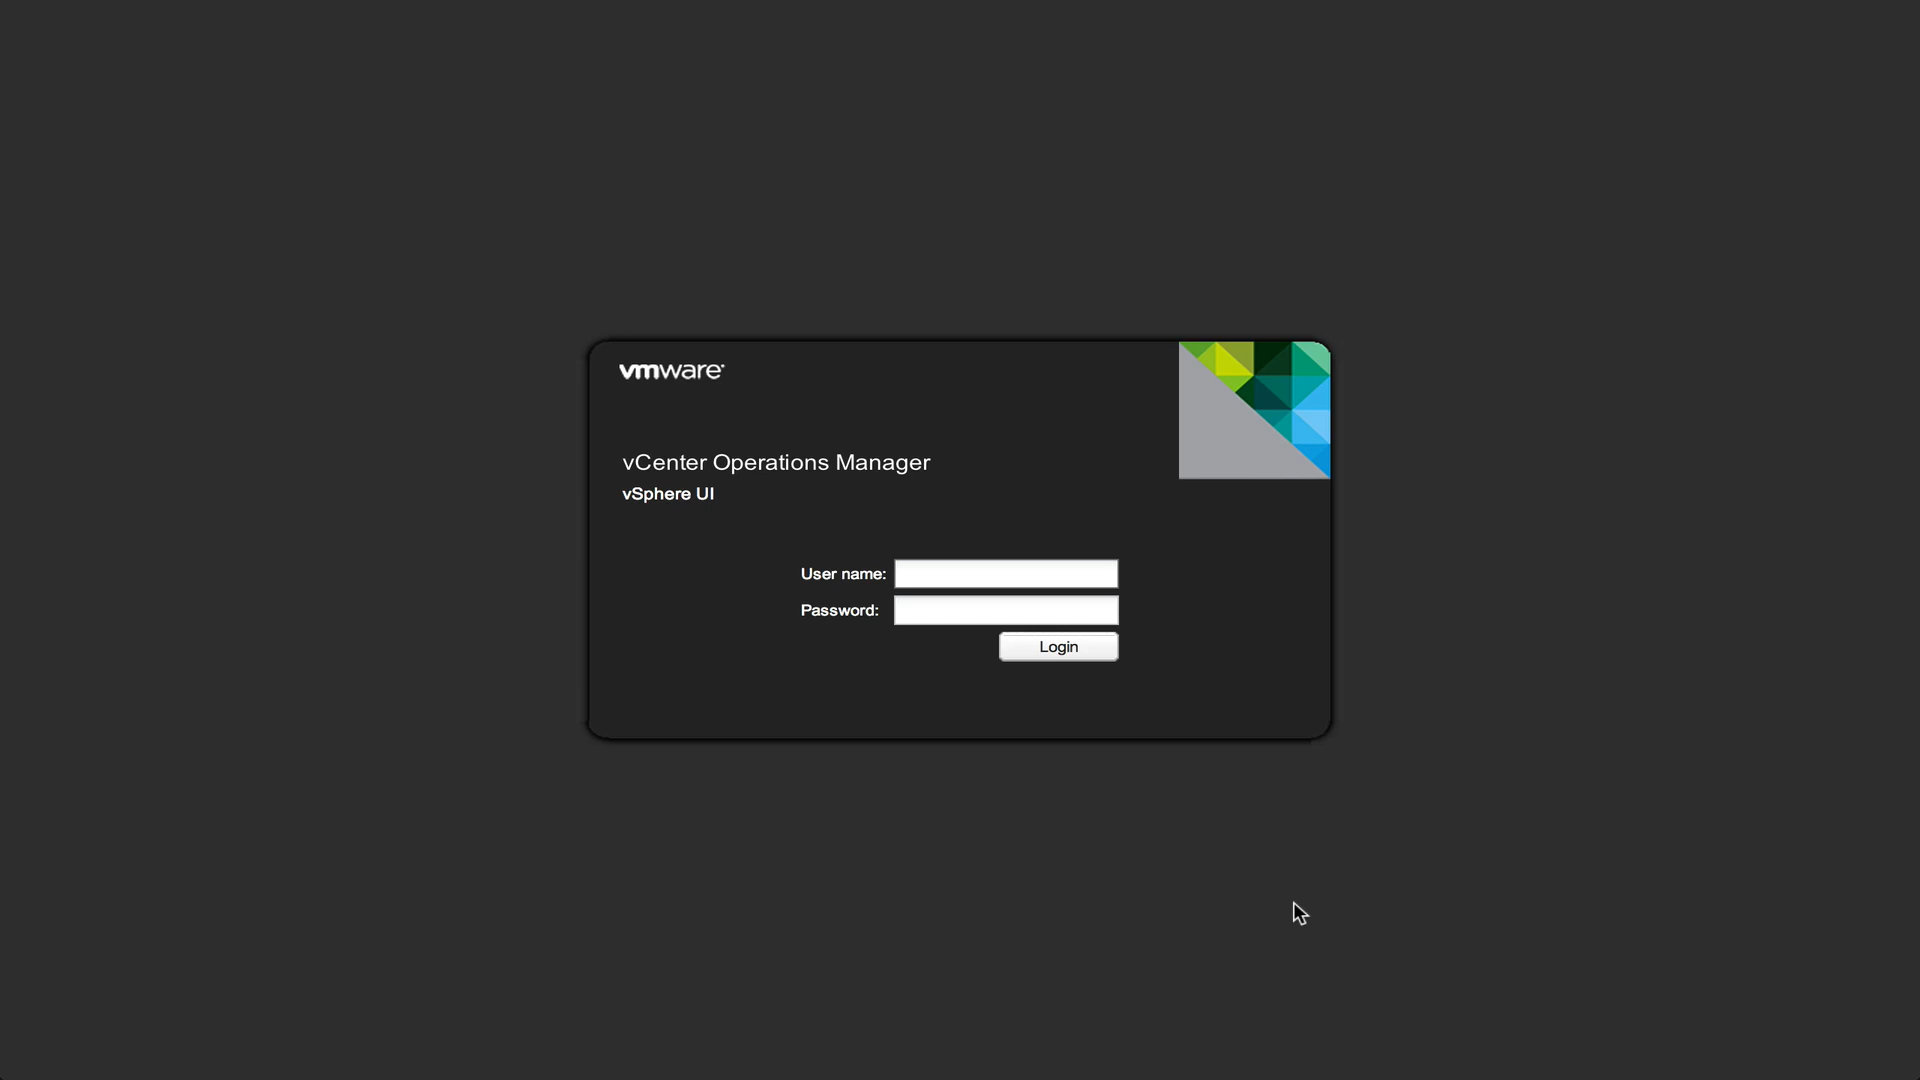 vmware
vCenter Operations Manager
vSphere UI
User name:
Password:
Login